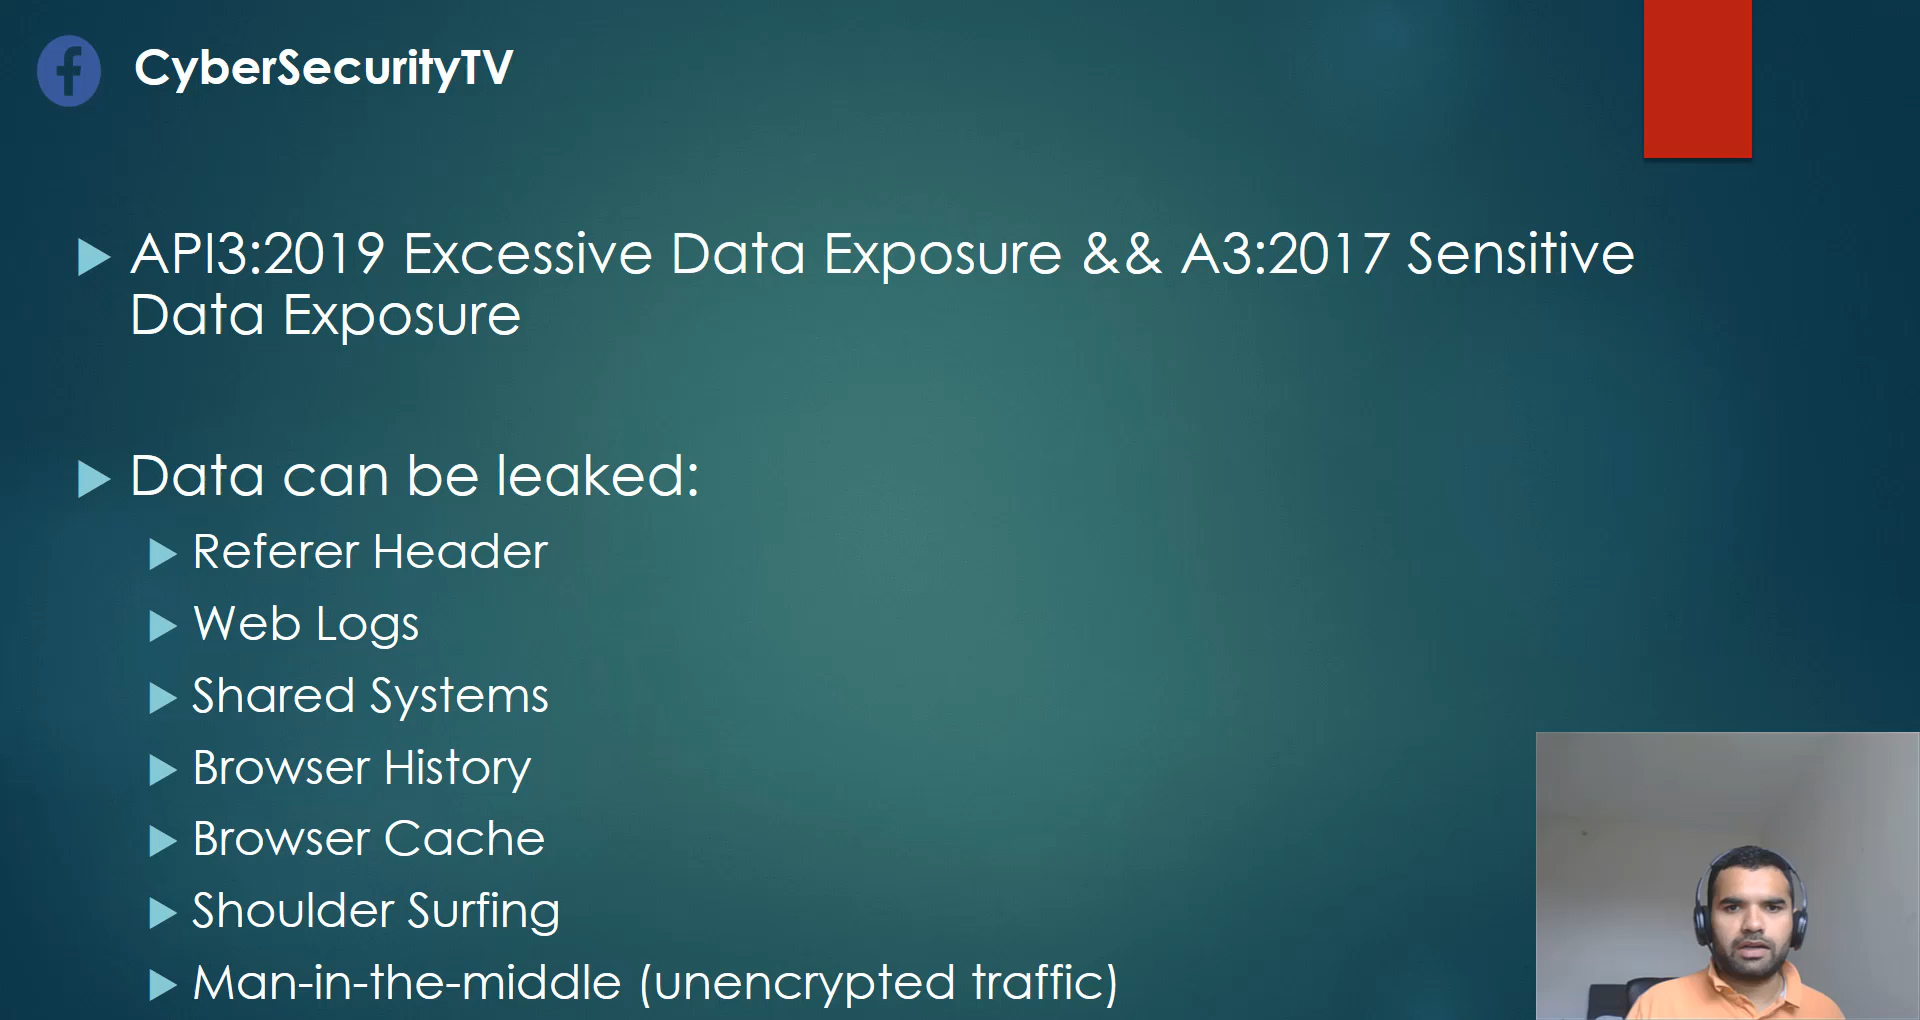 CyberSecurityTV
API3:2019 Excessive Data Exposure && A3:2017 Sensitive
Data Exposure
Data can be leaked:
Referer Header
Web Logs
Shared Systems
Browser History
Browser Cache
Shoulder Surfing
Man-in-the-middle (unencrypted traffic)